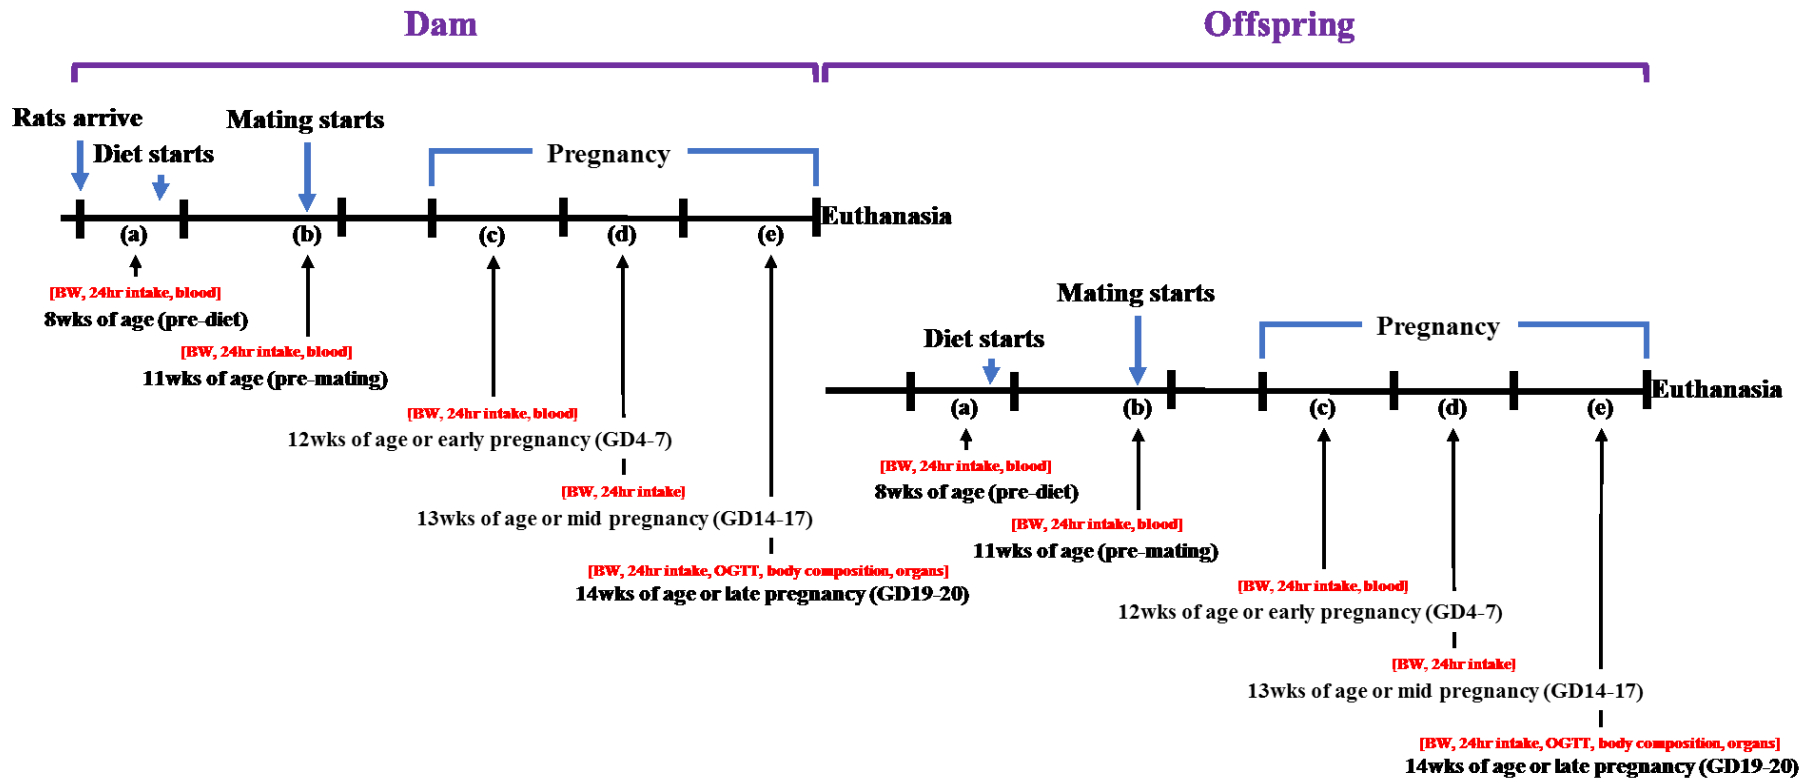 Dam
Offspring
Rats arrive
Mating starts
Diet starts
Pregnancy
Euthanasia
(a)
(b)
(c)
(d)
(e)
[BW, 24hr intake, blood]
8wks of age (pre-diet)
[BW, 24hr intake, blood]
11wks of age (pre-mating)
[BW, 24hr intake, blood]
12wks of age or early pregnancy (GD4-7)
[BW, 24hr intake]
13wks of age or mid pregnancy (GD14-17)
[BW, 24hr intake, OGTT, body composition, organs]
14wks of age or late pregnancy (GD19-20)
Mating starts
Diet starts
Pregnancy
Euthanasia
(a)
(b)
(c)
(d)
(e)
[BW, 24hr intake, blood]
8wks of age (pre-diet)
[BW, 24hr intake, blood]
11wks of age (pre-mating)
[BW, 24hr intake, blood]
12wks of age or early pregnancy (GD4-7)
[BW, 24hr intake]
13wks of age or mid pregnancy (GD14-17)
[BW, 24hr intake, OGTT, body composition, organs]
14wks of age or late pregnancy (GD19-20)